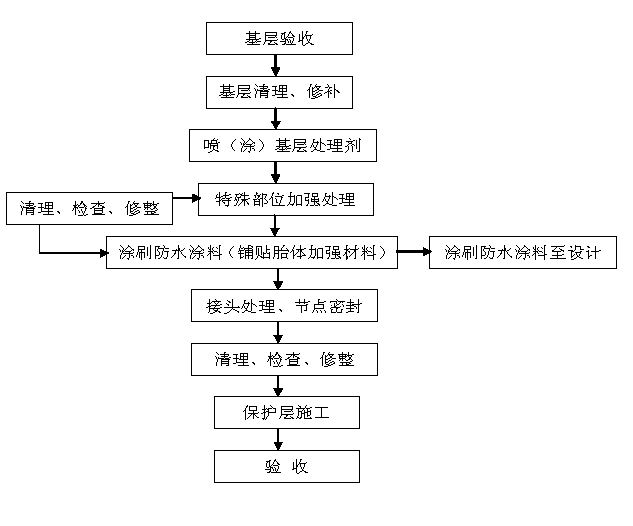 基层验收
基层清理、修补
喷（涂）基层处理剂
特殊部位加强处理
清理、检查、修整
涂刷防水涂料（铺贴胎体加强材料）
涂刷防水涂料至设计
接头处理、节点密封
清理、检查、修整
保护层施工
验 收